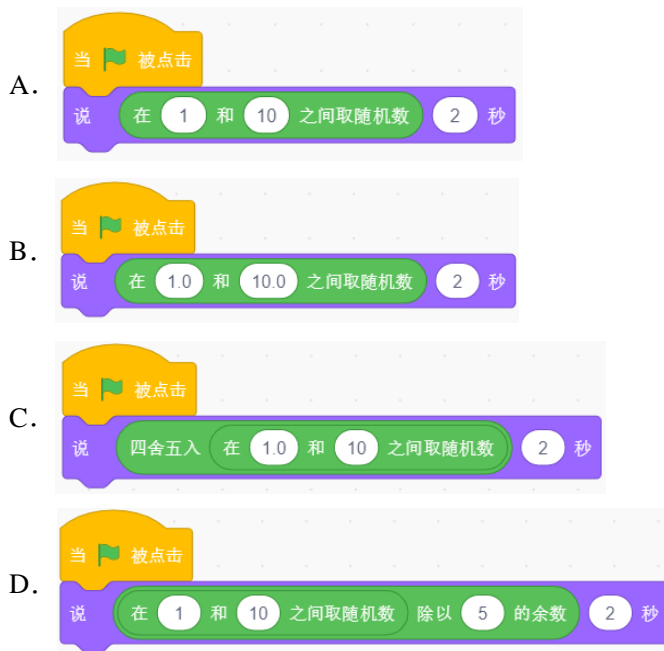 当 被点击
A. 说 在 1 和 10 之间取随机数 2 秒
当 被点击
B. 说 在 1.0 和 10.0 之间取随机数 2 秒
当 被点击
C. 说 四舍五入 在 1.0 和 10 之间取随机数 2 秒
当 被点击
D. 说 在 1 和 10 之间取随机数 除以 5 的余数 2 秒